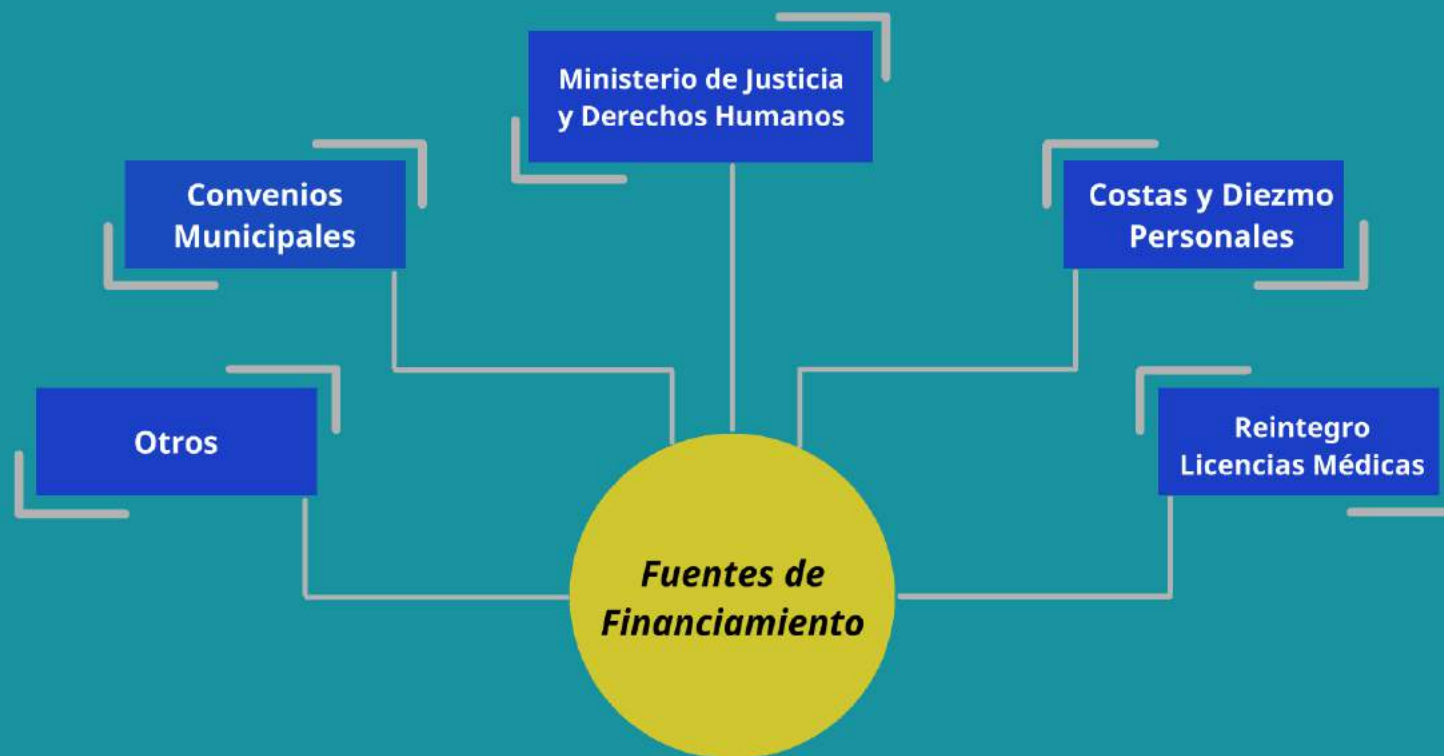 Ministerio de Justicia
y Derechos Humanos
Convenios
Municipales
Costas y Diezmo
Personales
Otros
Reintegro
Licencias Médicas
Fuentes de
Financiamiento